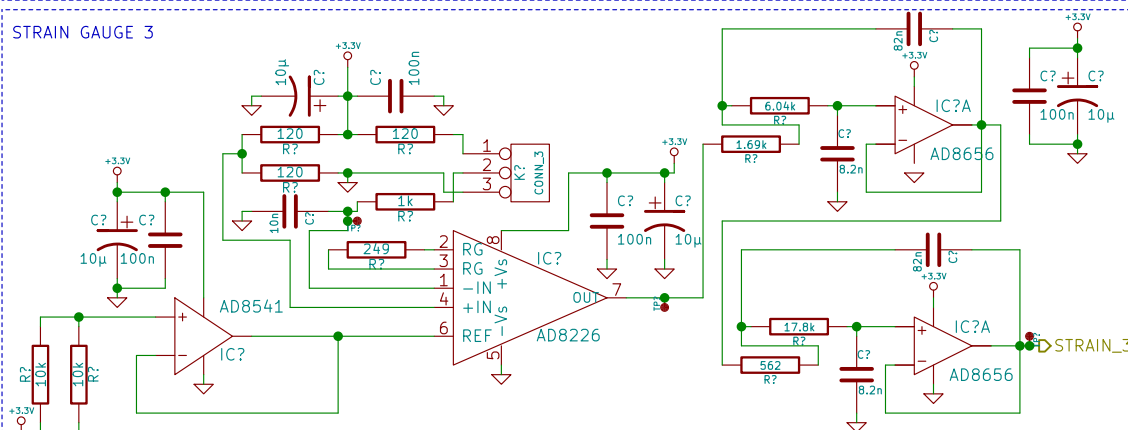 STRAIN GAUGE 3
+3.3V
10µ
C?
C?
100n
120
R?
120
R?
120
R?
1
2
3
K?
CONN_3
10n
C?
1k
R?
TP?
249
R?
+3.3V
C?
C?
10µ
100n
AD8541
IC?
R?
10k
10k
R?
+3.3V
2
3
1
4
6
RG
RG
-IN
+IN
REF
8
+Vs
-Vs
5
IC?
OUT
7
AD8226
+3.3V
C?
C?
100n
10µ
TP?
82n
C?
+3.3V
6.04k
R?
1.69k
R?
C?
8.2n
IC?A
AD8656
+3.3V
C?
C?
100n
10µ
82n
C?
+3.3V
17.8k
R?
562
R?
C?
8.2n
IC?A
AD8656
TP?
STRAIN_3